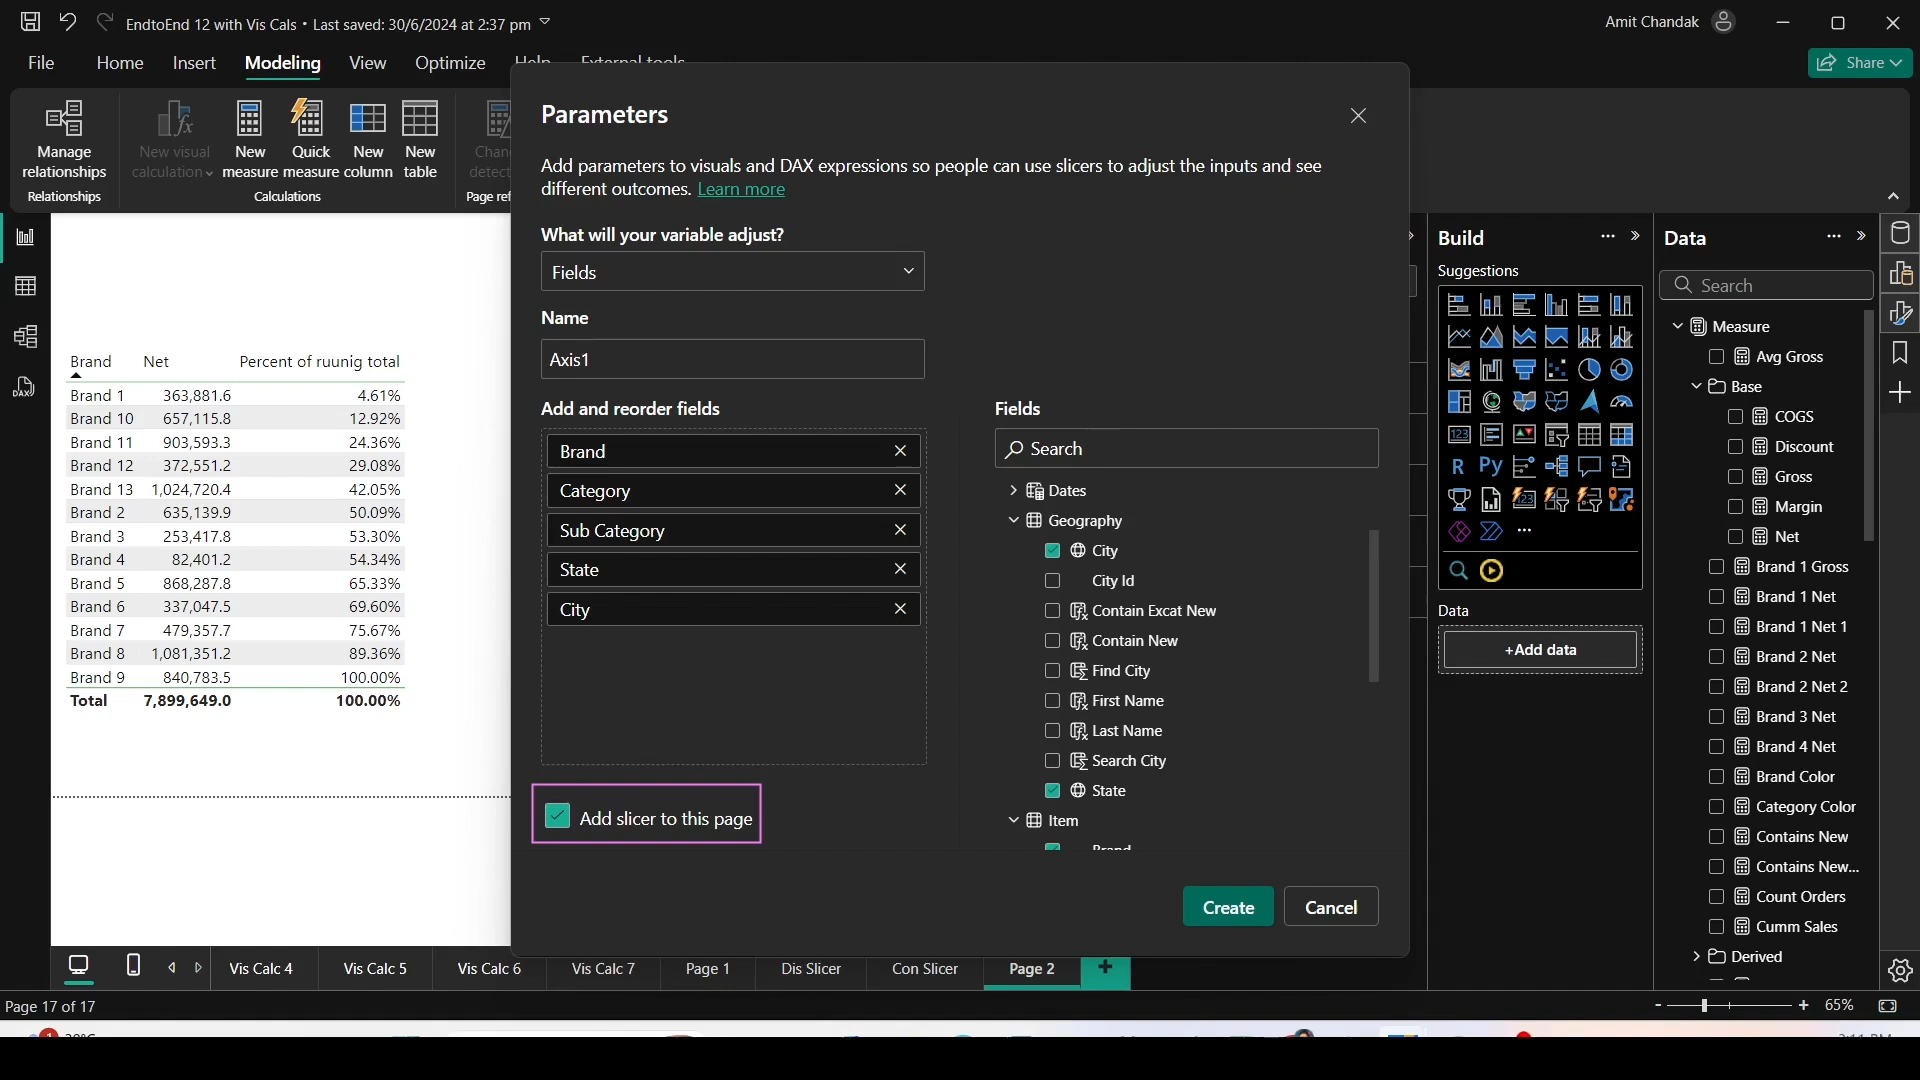 EndtoEnd 12 with Vis Cals • Last saved: 30/6/2024 at 2:37 pm
Amit Chandak
File
Home
Insert
Modeling
View
Optimize
Help
External tools
Share
Manage
relationships
Relationships
New visual
calculation
New
measure
Quick
measure
New
column
New
table
Calculations
Parameters
Add parameters to visuals and DAX expressions so people can use slicers to adjust the inputs and see
different outcomes. Learn more
What will your variable adjust?
Fields
Name
Axis1
Add and reorder fields
Brand
Category
Sub Category
State
City
Add slicer to this page
Fields
Search
Dates
Geography
City
City Id
Contain Excat New
Contain New
Find City
First Name
Last Name
Search City
State
Item
Brand
Create
Cancel
Brand Net Percent of ruunig total
Brand 1 363,881.6 4.61%
Brand 10 657,115.8 12.92%
Brand 11 903,593.3 24.36%
Brand 12 372,551.2 29.08%
Brand 13 1,024,720.4 42.05%
Brand 2 635,139.9 50.09%
Brand 3 253,417.8 53.30%
Brand 4 82,401.2 54.34%
Brand 5 868,287.8 65.33%
Brand 6 337,047.5 69.60%
Brand 7 479,357.7 75.67%
Brand 8 1,081,351.2 89.36%
Brand 9 840,783.5 100.00%
Total 7,899,649.0 100.00%
DAX
Build
Suggestions
123
R
Py
123
Data
+Add data
Data
Search
Measure
Avg Gross
Base
COGS
Discount
Gross
Margin
Net
Brand 1 Gross
Brand 1 Net
Brand 1 Net 1
Brand 2 Net
Brand 2 Net 2
Brand 3 Net
Brand 4 Net
Brand Color
Category Color
Contains New
Contains New...
Count Orders
Cumm Sales
Derived
Vis Calc 4
Vis Calc 5
Vis Calc 6
Vis Calc 7
Page 1
Dis Slicer
Con Slicer
Page 2
Page 17 of 17
65%